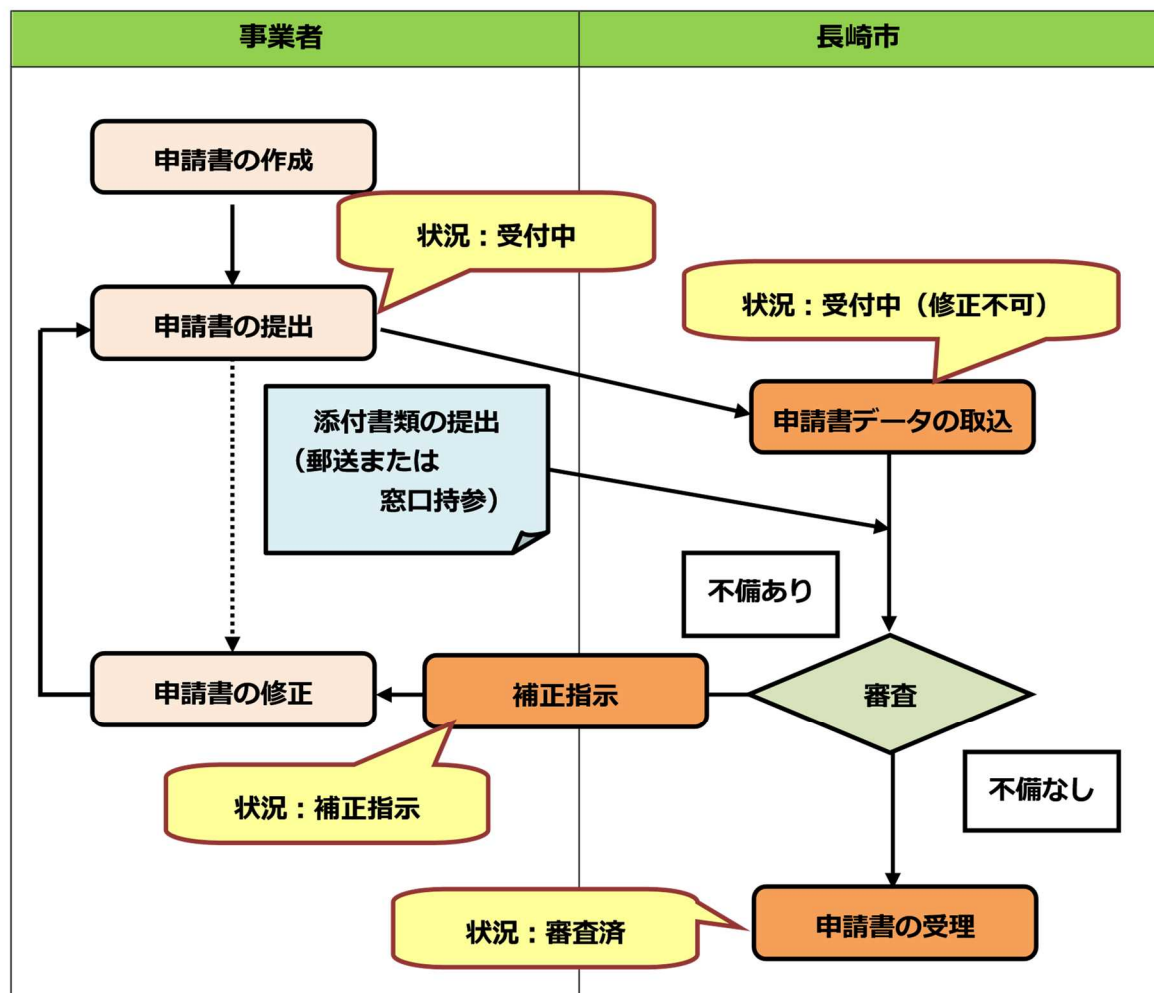 事業者
長崎市
申請書の作成
状況：受付中
申請書の提出
状況：受付中（修正不可）
添付書類の提出
（郵送または
窓口持参）
申請書データの取込
不備あり
申請書の修正
補正指示
審査
状況：補正指示
不備なし
状況：審査済
申請書の受理